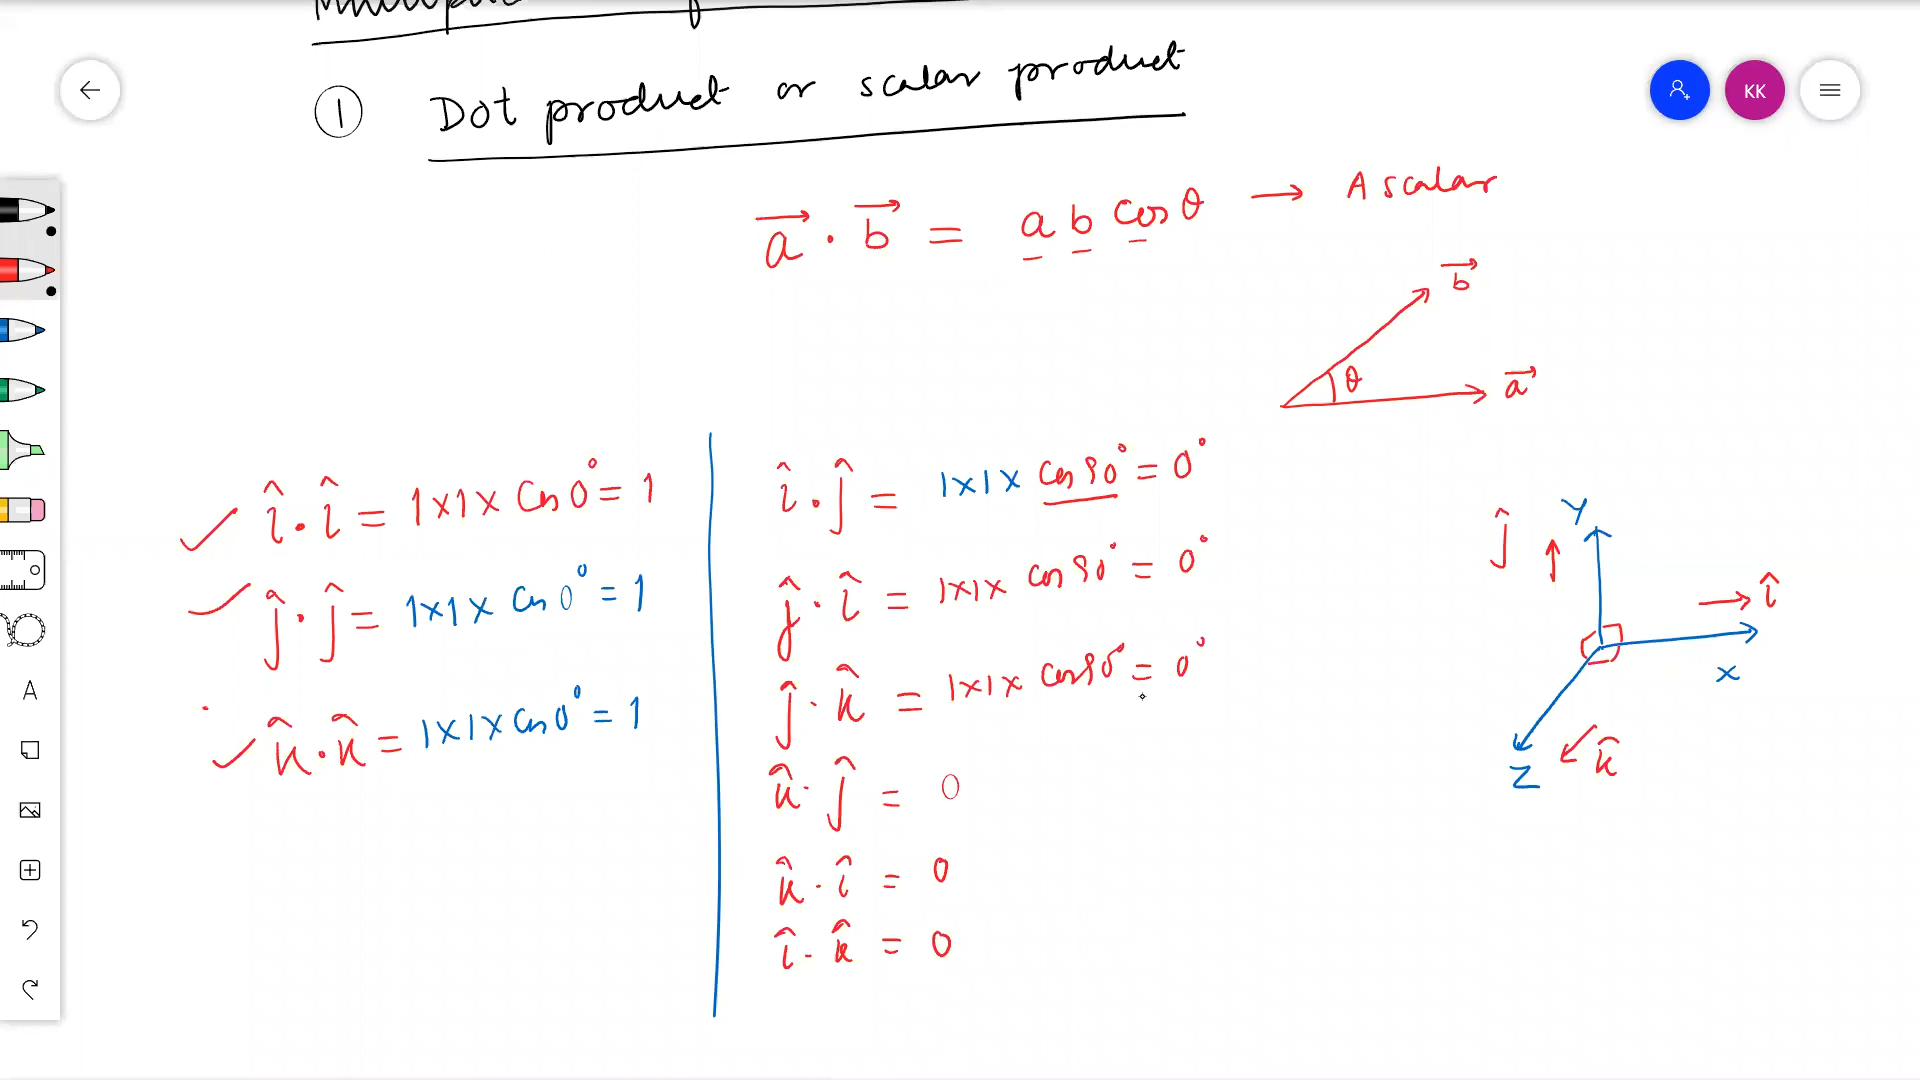 ① Dot product or scalar product
a⃗ · b⃗ = a b cos θ → A scalar
b⃗
θ
a⃗
î · î = 1×1× Cos 0° = 1
ĵ · ĵ = 1×1× Cos 0° = 1
k̂ · k̂ = 1×1× cos 0° = 1
î · ĵ = 1×1× cos 90° = 0°
ĵ · î = 1×1× cos 90° = 0°
ĵ · k̂ = 1×1× cos 90° = 0°
k̂ · ĵ = 0
k̂ · î = 0
î · k̂ = 0
ĵ Y
î
X
Z k̂
KK
A